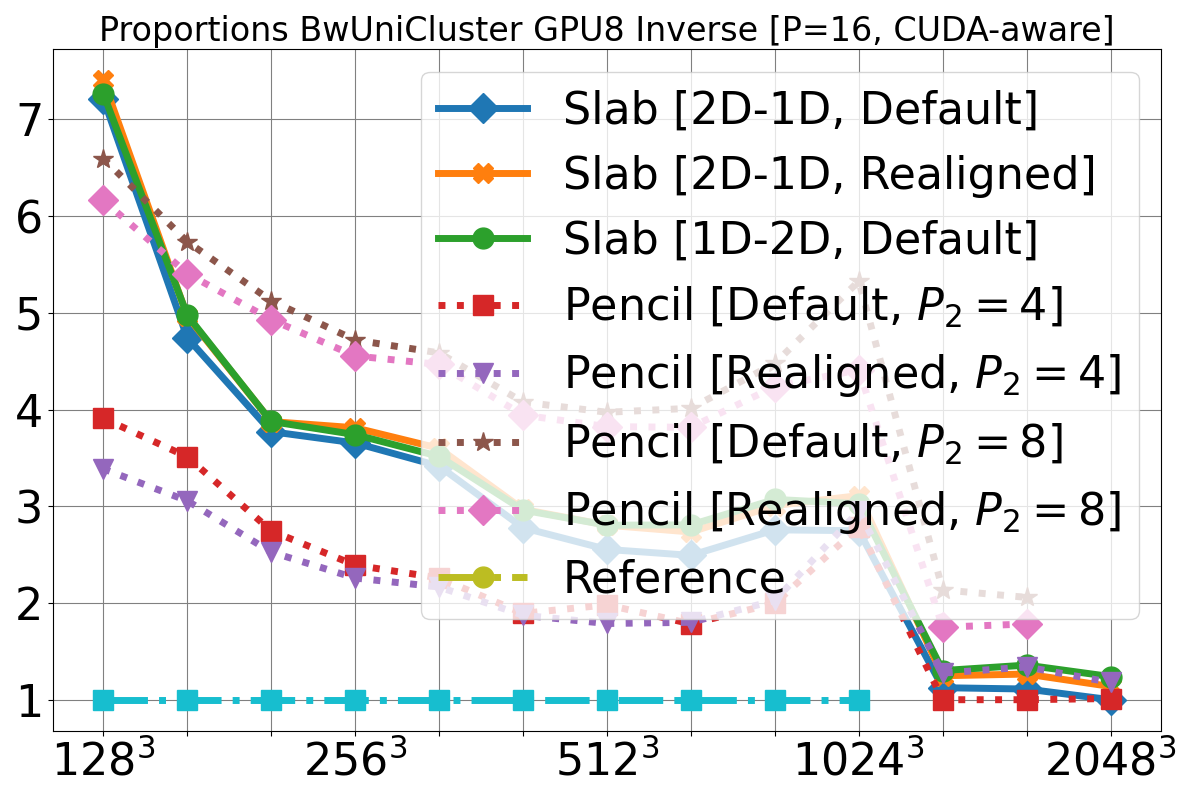 Proportions BwUniCluster GPU8 Inverse [P=16, CUDA-aware]
7
6
5
4
3
2
1
Slab [2D-1D, Default]
Slab [2D-1D, Realigned]
Slab [1D-2D, Default]
Pencil [Default, P₂ = 4]
Pencil [Realigned, P₂ = 4]
Pencil [Default, P₂ = 8]
Pencil [Realigned, P₂ = 8]
Reference
128³ 256³ 512³ 1024³ 2048³